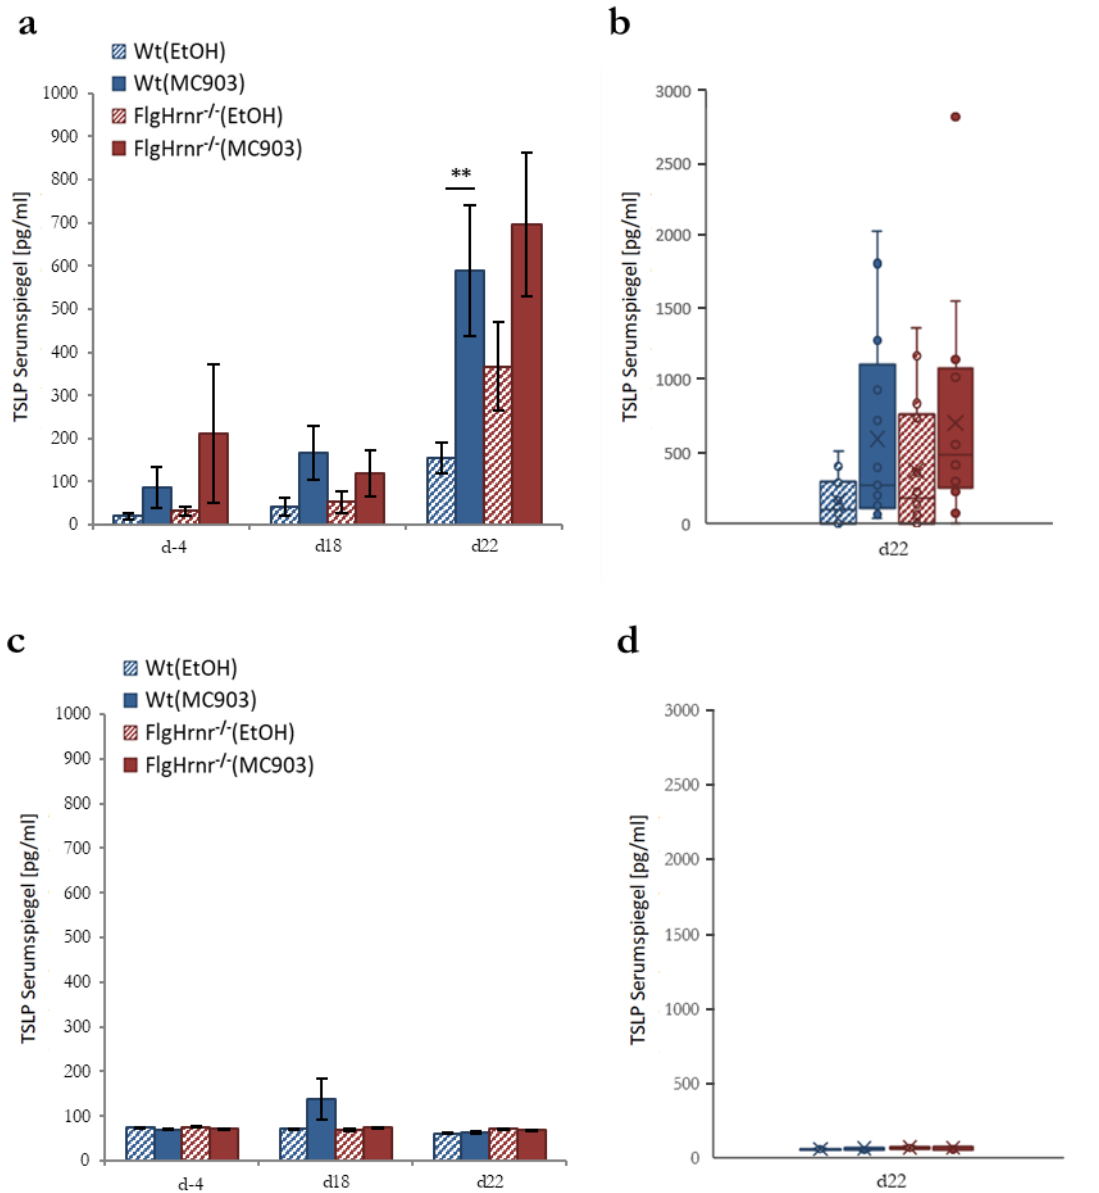 a
Wt(EtOH)
Wt(MC903)
FlgHrnr-/-(EtOH)
FlgHrnr-/-(MC903)
TSLP Serumspiegel [pg/ml]
1000
900
800
700
600
500
400
300
200
100
0
**
d-4
d18
d22
b
TSLP Serumspiegel [pg/ml]
3000
2500
2000
1500
1000
500
0
d22
c
Wt(EtOH)
Wt(MC903)
FlgHrnr-/-(EtOH)
FlgHrnr-/-(MC903)
TSLP Serumspiegel [pg/ml]
1000
900
800
700
600
500
400
300
200
100
0
d-4
d18
d22
d
TSLP Serumspiegel [pg/ml]
3000
2500
2000
1500
1000
500
0
d22